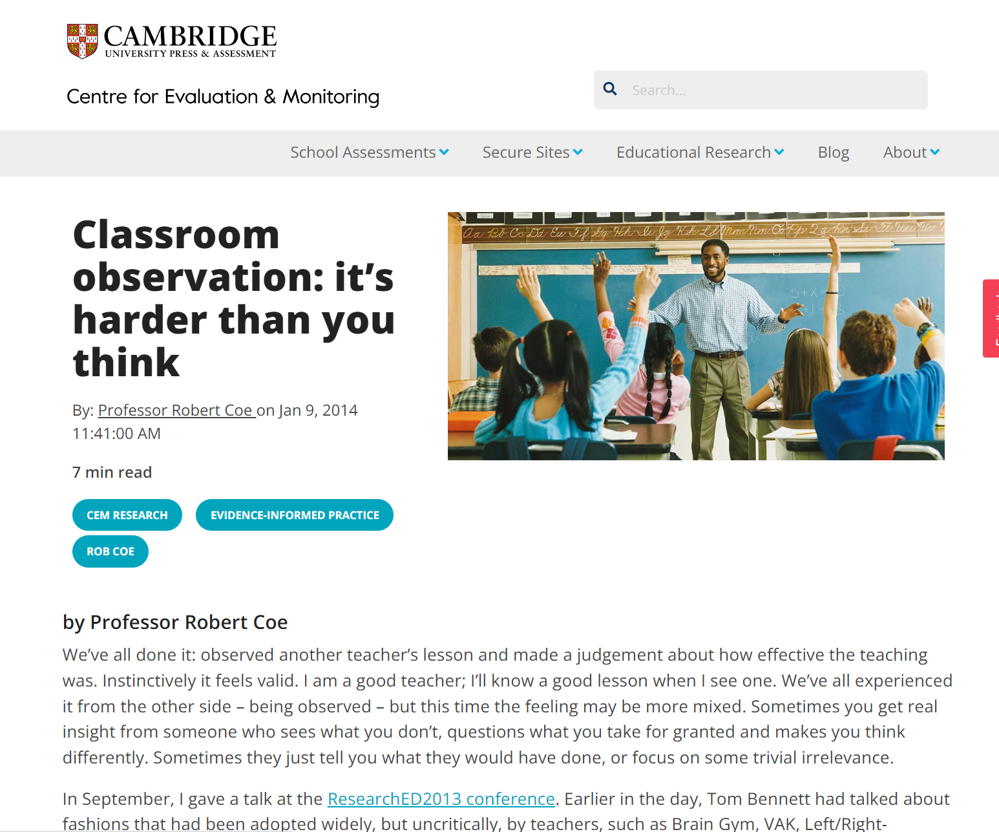 CAMBRIDGE
UNIVERSITY PRESS & ASSESSMENT
Centre for Evaluation & Monitoring
Search...
School Assessments
Secure Sites
Educational Research
Blog
About
Classroom
observation: it’s
harder than you
think
By: Professor Robert Coe on Jan 9, 2014
11:41:00 AM
7 min read
CEM RESEARCH
EVIDENCE-INFORMED PRACTICE
ROB COE
Aa Bb Cc Dd Ee Ff Gg Hh Ii Jj Kk Ll Mm Nn Oo Pp Qq Rr Ss Tt Uu Vv
by Professor Robert Coe
We’ve all done it: observed another teacher’s lesson and made a judgement about how effective the teaching
was. Instinctively it feels valid. I am a good teacher; I’ll know a good lesson when I see one. We’ve all experienced
it from the other side – being observed – but this time the feeling may be more mixed. Sometimes you get real
insight from someone who sees what you don’t, questions what you take for granted and makes you think
differently. Sometimes they just tell you what they would have done, or focus on some trivial irrelevance.
In September, I gave a talk at the ResearchED2013 conference. Earlier in the day, Tom Bennett had talked about
fashions that had been adopted widely, but uncritically, by teachers, such as Brain Gym, VAK, Left/Right-